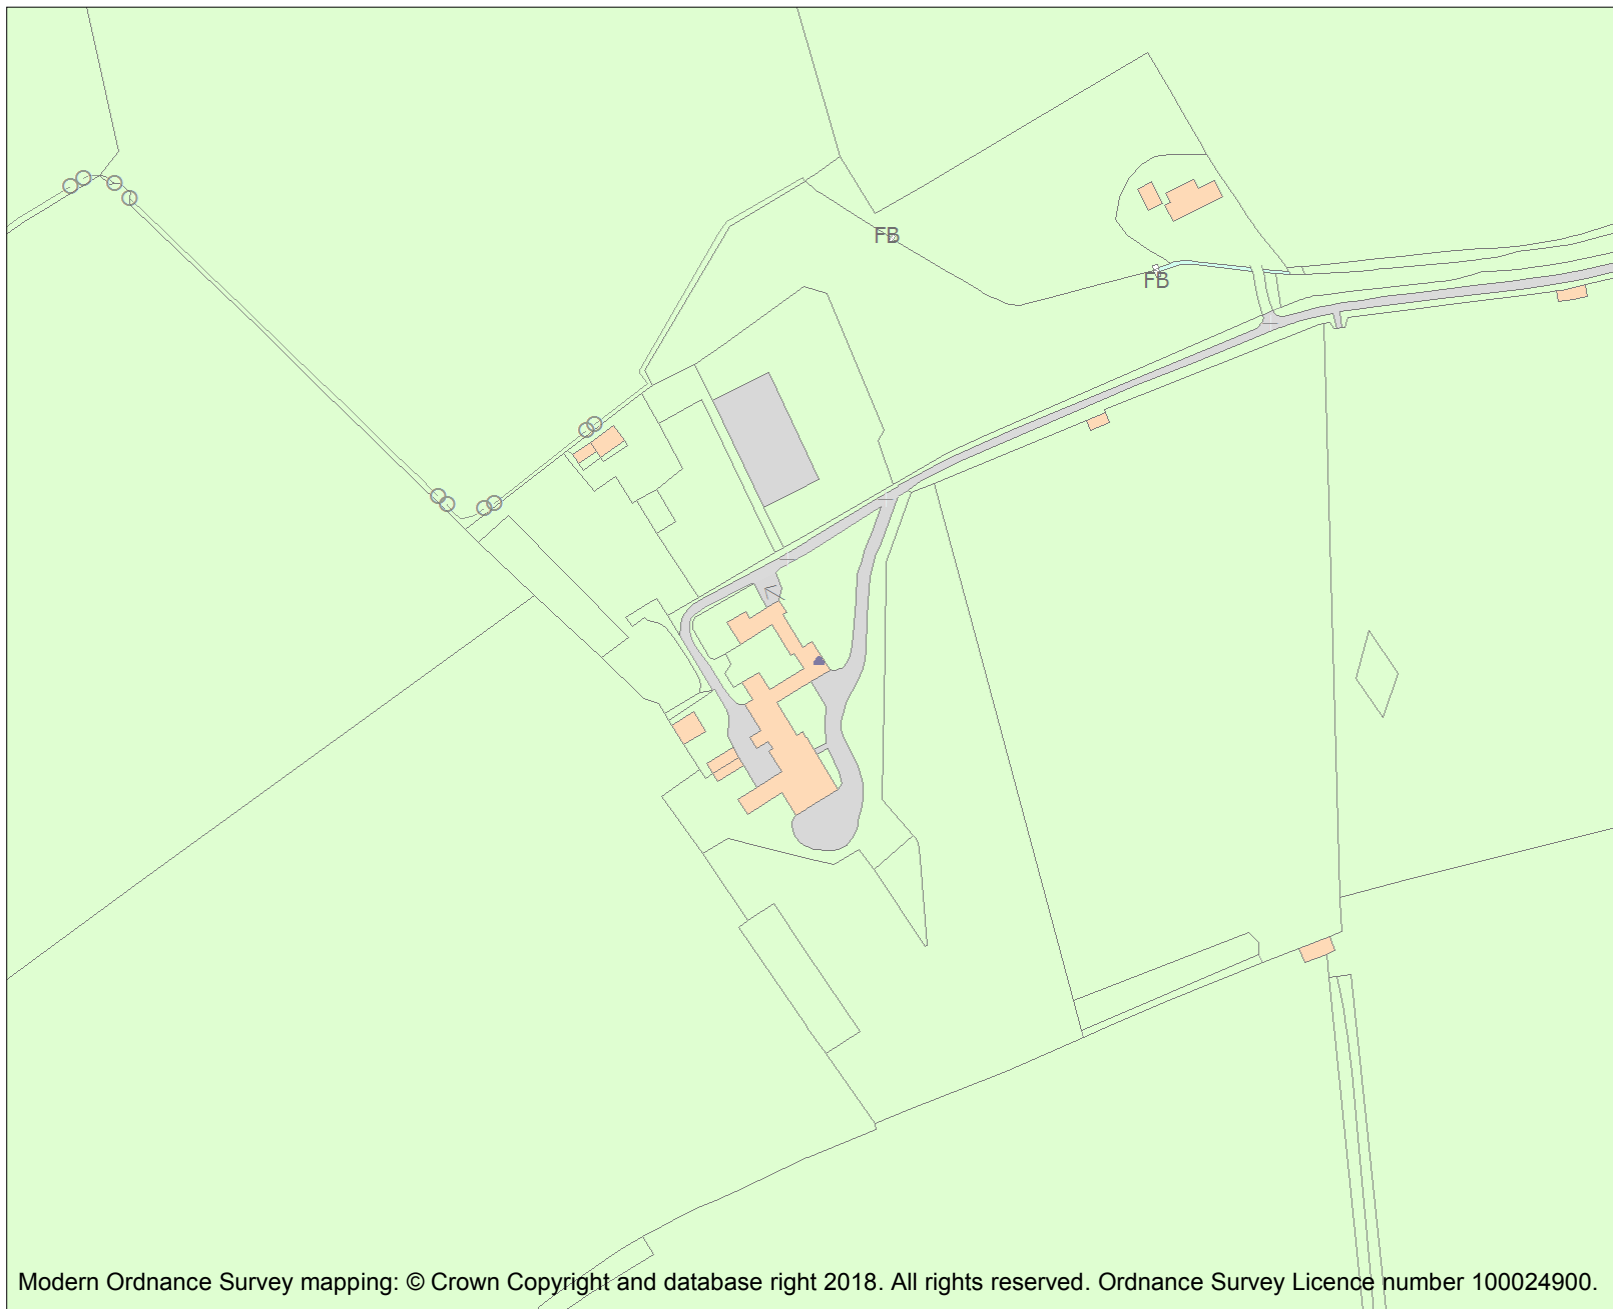 FB
FB
Modern Ordnance Survey mapping: © Crown Copyright and database right 2018. All rights reserved. Ordnance Survey Licence number 100024900.